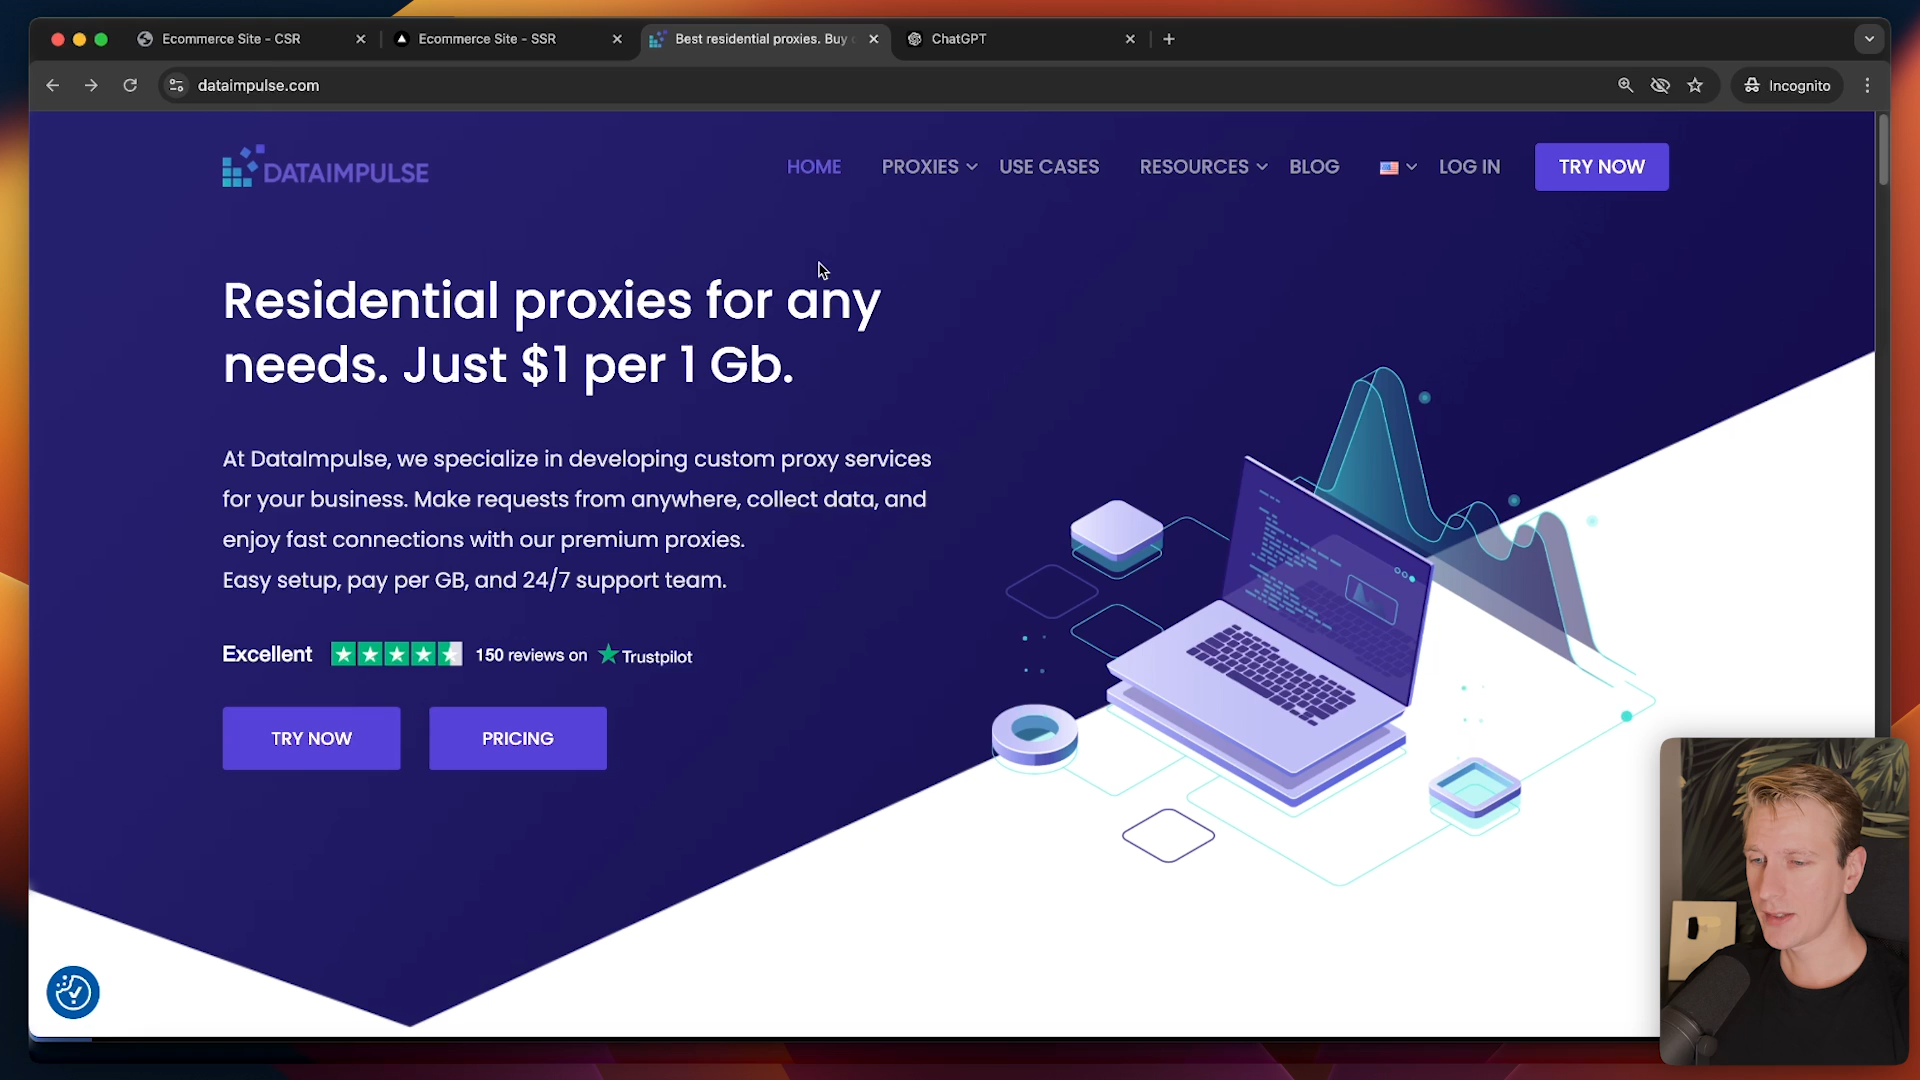 Ecommerce Site - CSR
Ecommerce Site - SSR
Best residential proxies. Buy
ChatGPT
dataimpulse.com
Incognito
DATAIMPULSE
HOME
PROXIES
USE CASES
RESOURCES
BLOG
LOG IN
TRY NOW
Residential proxies for any
needs. Just $1 per 1 Gb.
At DataImpulse, we specialize in developing custom proxy services
for your business. Make requests from anywhere, collect data, and
enjoy fast connections with our premium proxies.
Easy setup, pay per GB, and 24/7 support team.
Excellent
150 reviews on
Trustpilot
TRY NOW
PRICING